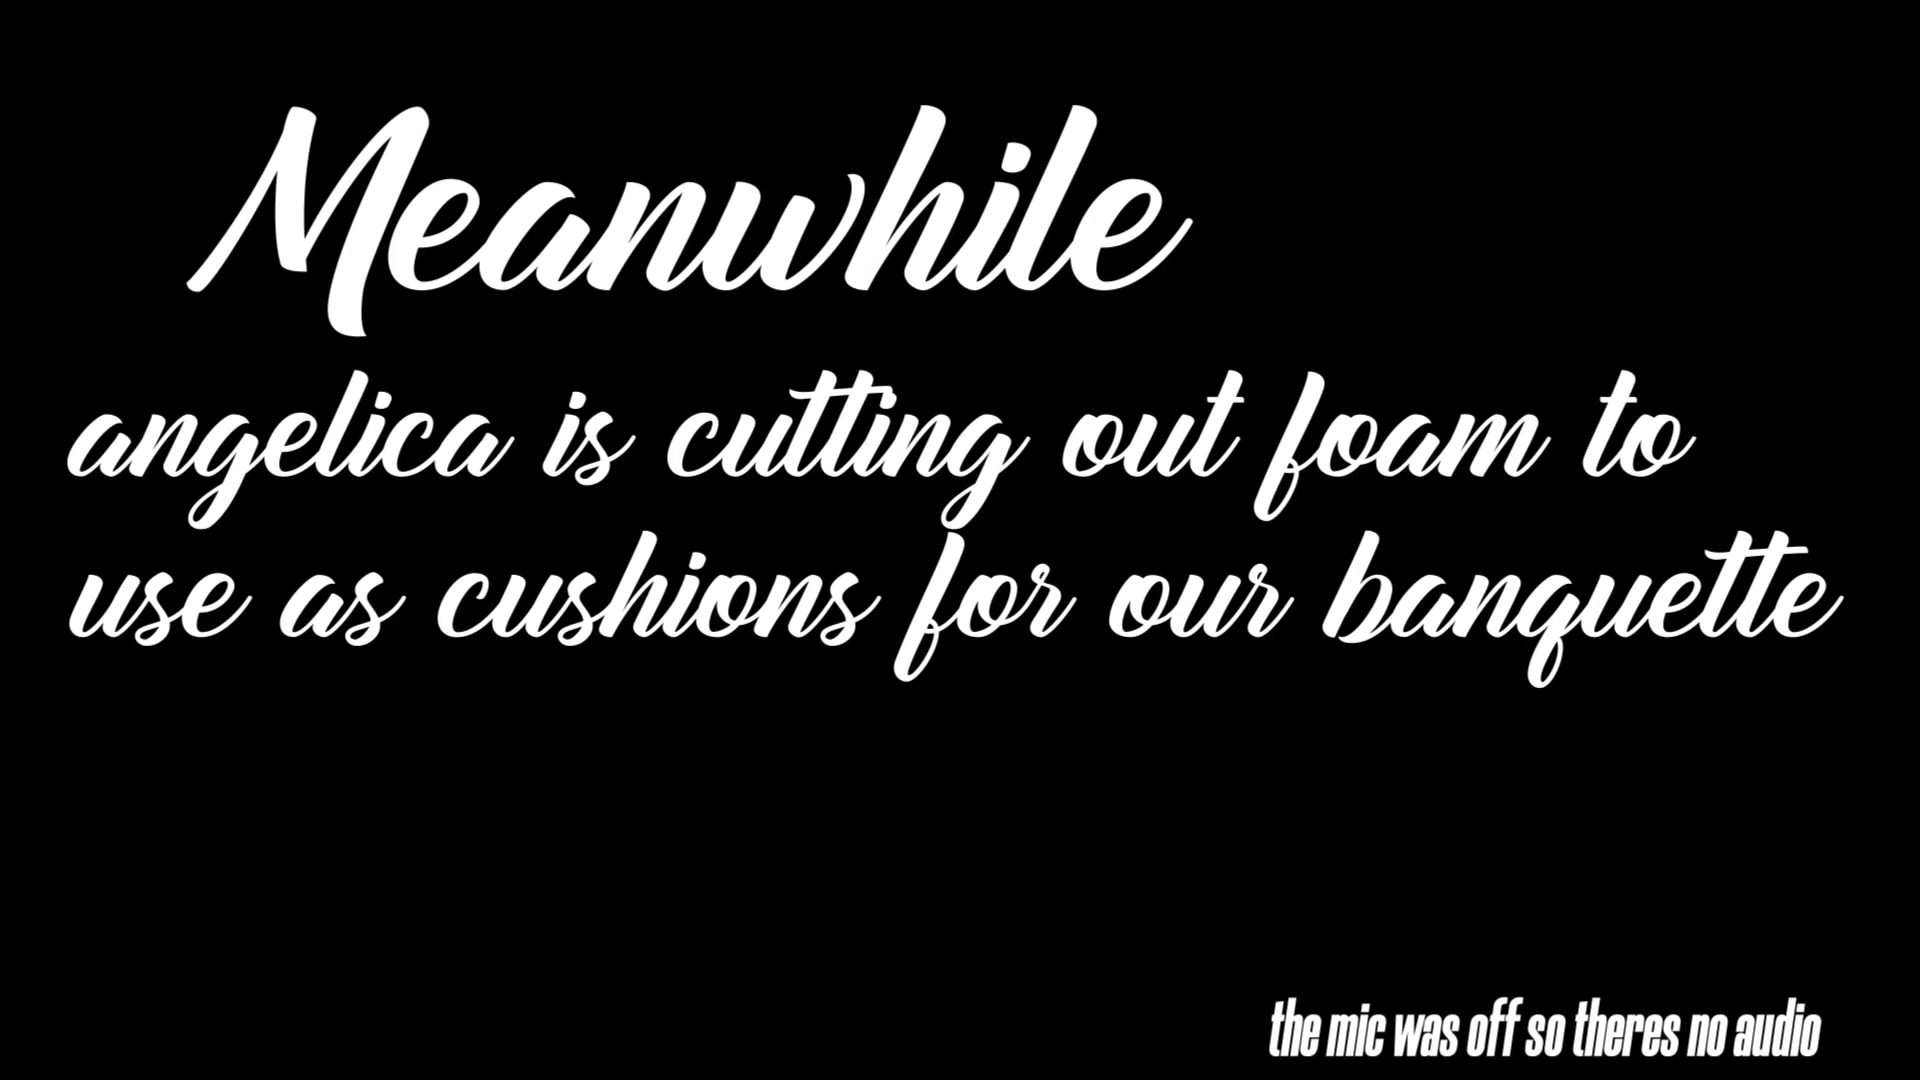 Meanwhile
angelica is cutting out foam to
use as cushions for our banquette
the mic was off so theres no audio